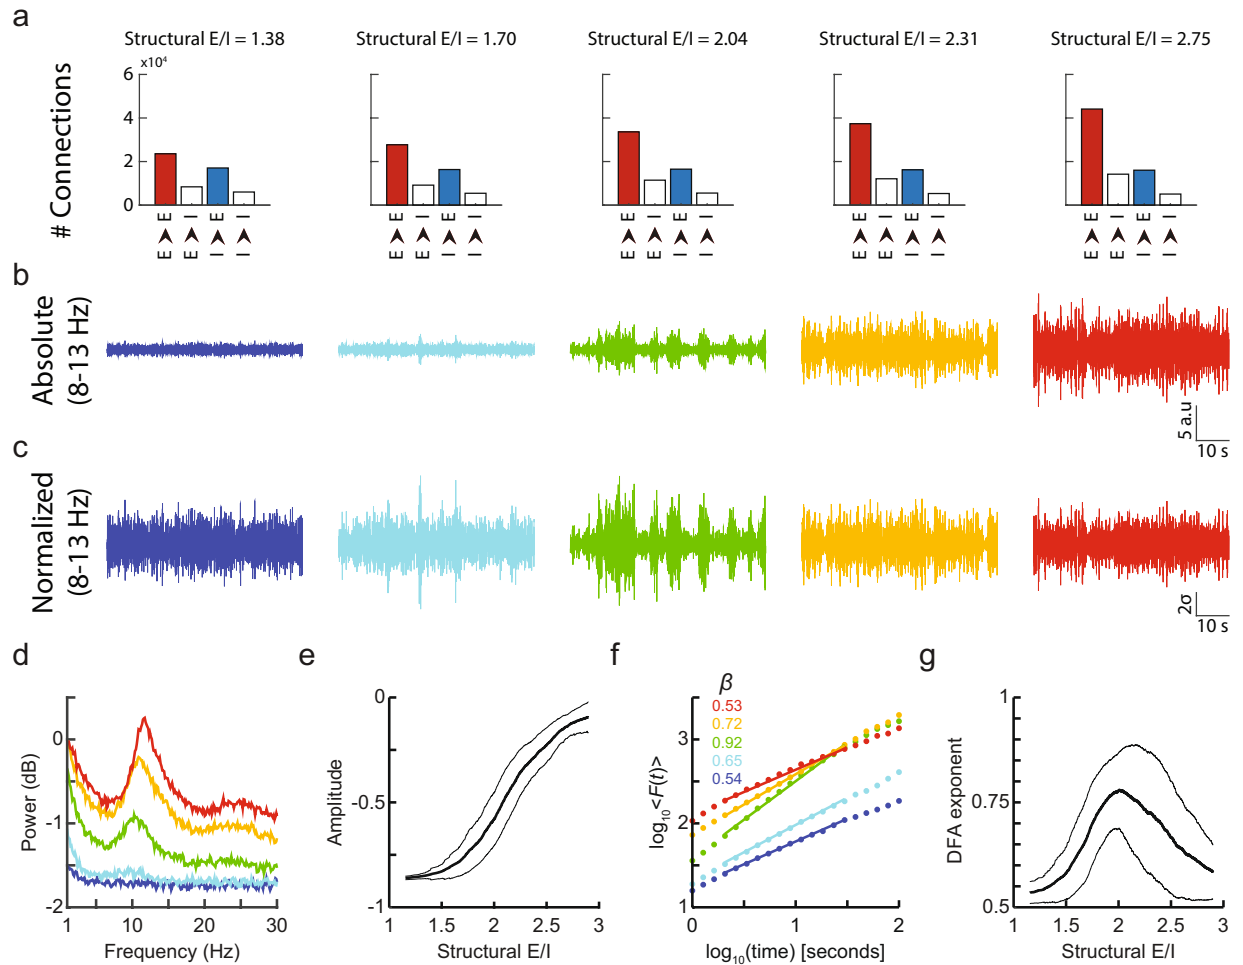 a
Structural E/I = 1.38
Structural E/I = 1.70
Structural E/I = 2.04
Structural E/I = 2.31
Structural E/I = 2.75
# Connections
x10⁴
6
4
2
0
E E
E I
I E
I I
E E
E I
I E
I I
E E
E I
I E
I I
E E
E I
I E
I I
E E
E I
I E
I I
b
Absolute
(8-13 Hz)
5 a.u
10 s
c
Normalized
(8-13 Hz)
2σ
10 s
d
Power (dB)
0
-1
-2
1 10 20 30
Frequency (Hz)
e
Amplitude
0
-0.5
-1
1 1.5 2 2.5 3
Structural E/I
f
log₁₀<F(t)>
β
0.53
0.72
0.92
0.65
0.54
3
2
1
0 1 2
log₁₀(time) [seconds]
g
DFA exponent
1
0.75
0.5
1 1.5 2 2.5 3
Structural E/I